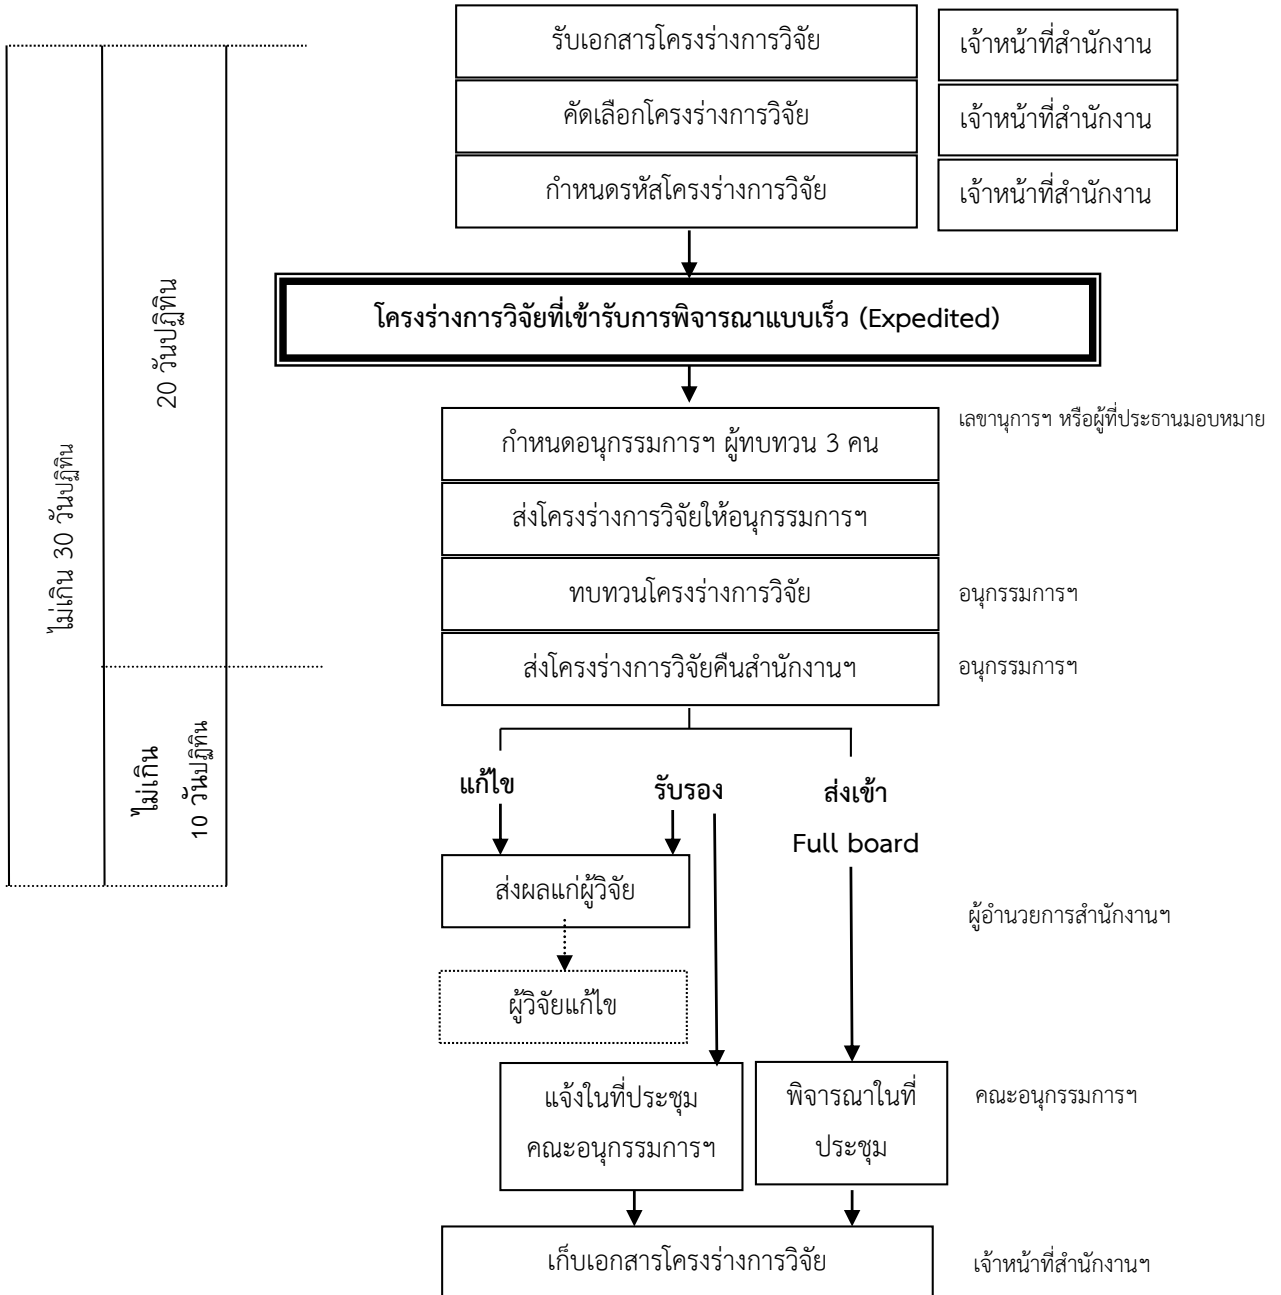 รับเอกสารโครงร่างการวิจัย
เจ้าหน้าที่สำนักงาน
คัดเลือกโครงร่างการวิจัย
เจ้าหน้าที่สำนักงาน
กำหนดรหัสโครงร่างการวิจัย
เจ้าหน้าที่สำนักงาน
โครงร่างการวิจัยที่เข้ารับการพิจารณาแบบเร็ว (Expedited)
ไม่เกิน 30 วันปฏิทิน
20 วันปฏิทิน
กำหนดอนุกรรมการฯ ผู้ทบทวน 3 คน
เลขานุการฯ หรือผู้ที่ประธานมอบหมาย
ส่งโครงร่างการวิจัยให้อนุกรรมการฯ
ทบทวนโครงร่างการวิจัย
อนุกรรมการฯ
ส่งโครงร่างการวิจัยคืนสำนักงานฯ
อนุกรรมการฯ
ไม่เกิน
10 วันปฏิทิน
แก้ไข
รับรอง
ส่งเข้า
Full board
ส่งผลแก่ผู้วิจัย
ผู้อำนวยการสำนักงานฯ
ผู้วิจัยแก้ไข
แจ้งในที่ประชุม
คณะอนุกรรมการฯ
พิจารณาในที่
ประชุม
คณะอนุกรรมการฯ
เก็บเอกสารโครงร่างการวิจัย
เจ้าหน้าที่สำนักงานฯ